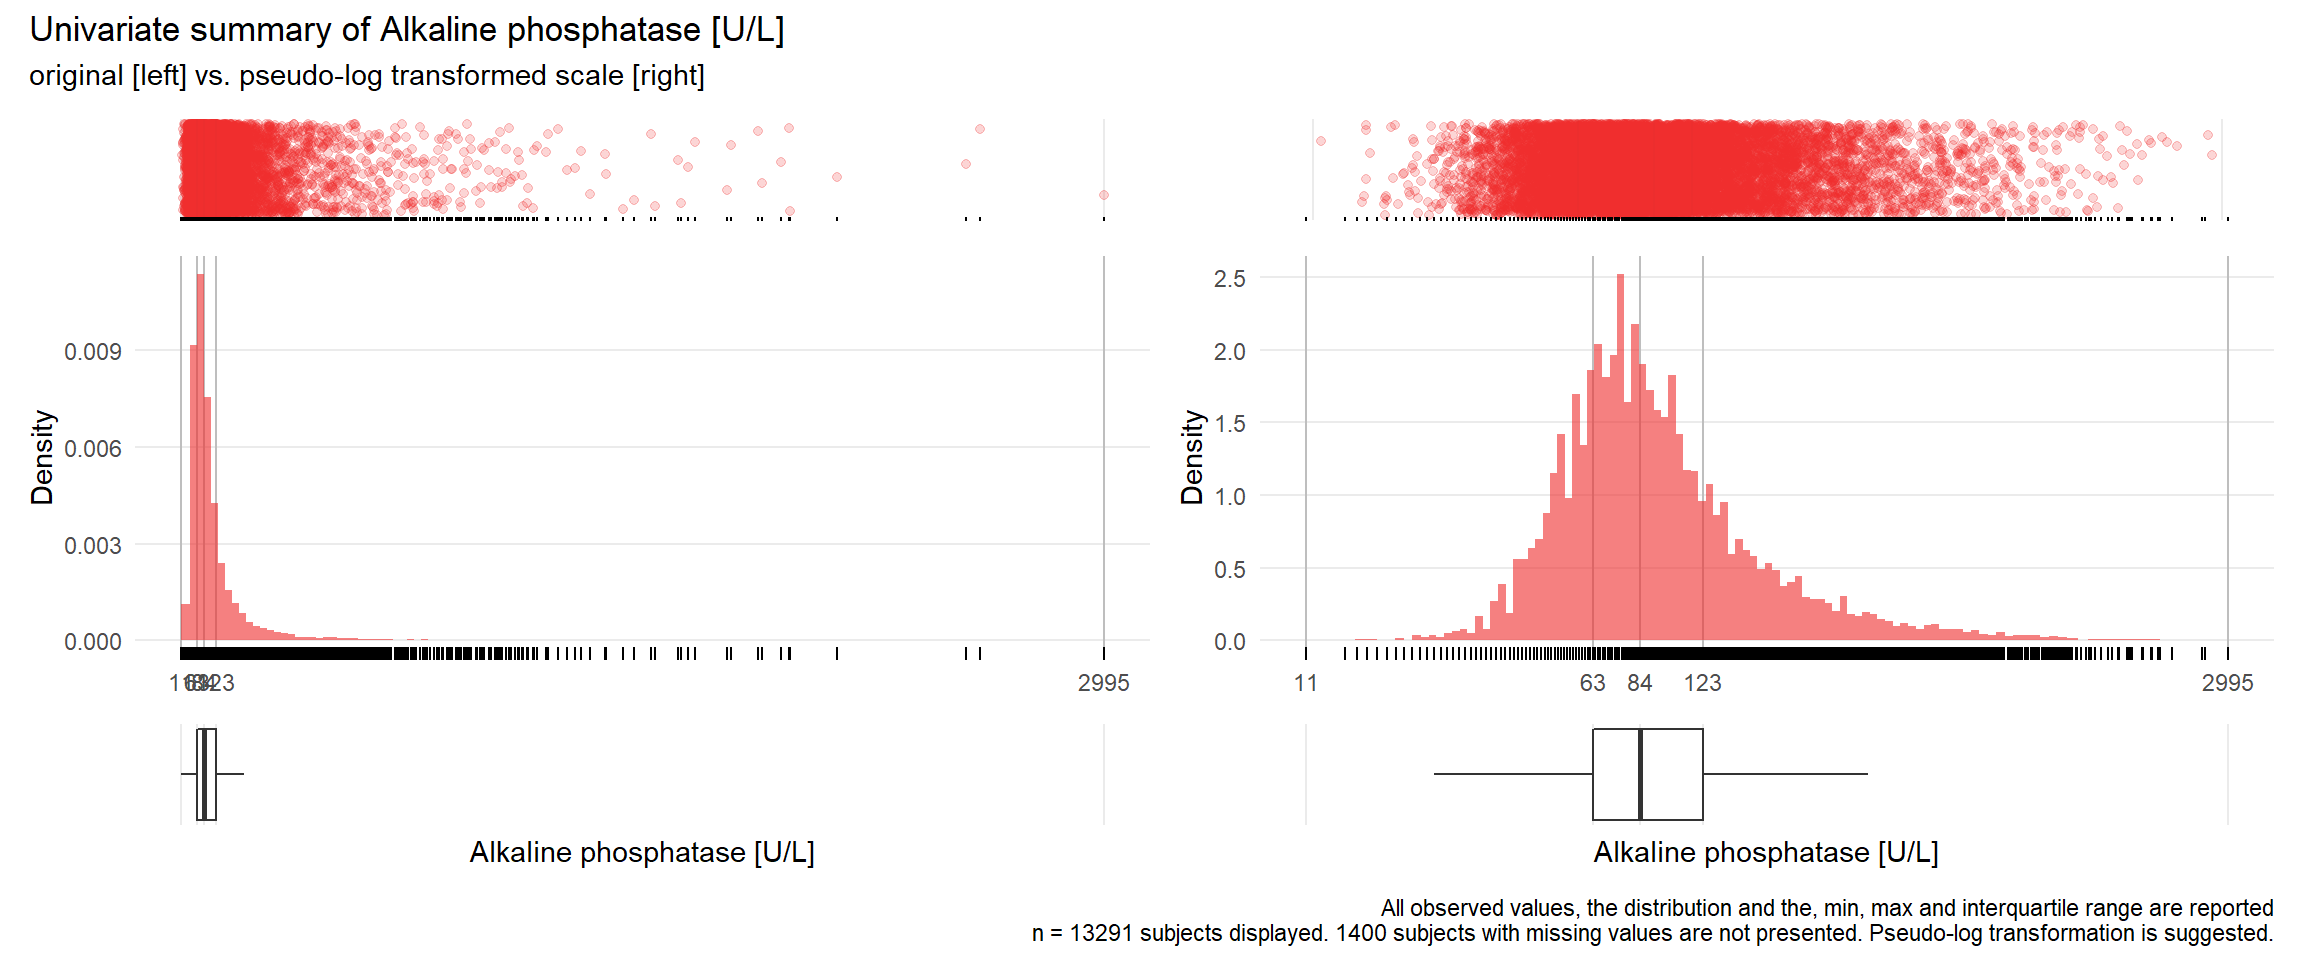 Univariate summary of Alkaline phosphatase [U/L]
original [left] vs. pseudo-log transformed scale [right]
Density
0.009
0.006
0.003
0.000
2995
Alkaline phosphatase [U/L]
Density
2.5
2.0
1.5
1.0
0.5
0.0
11 63 84 123 2995
Alkaline phosphatase [U/L]
All observed values, the distribution and the, min, max and interquartile range are reported
n = 13291 subjects displayed. 1400 subjects with missing values are not presented. Pseudo-log transformation is suggested.